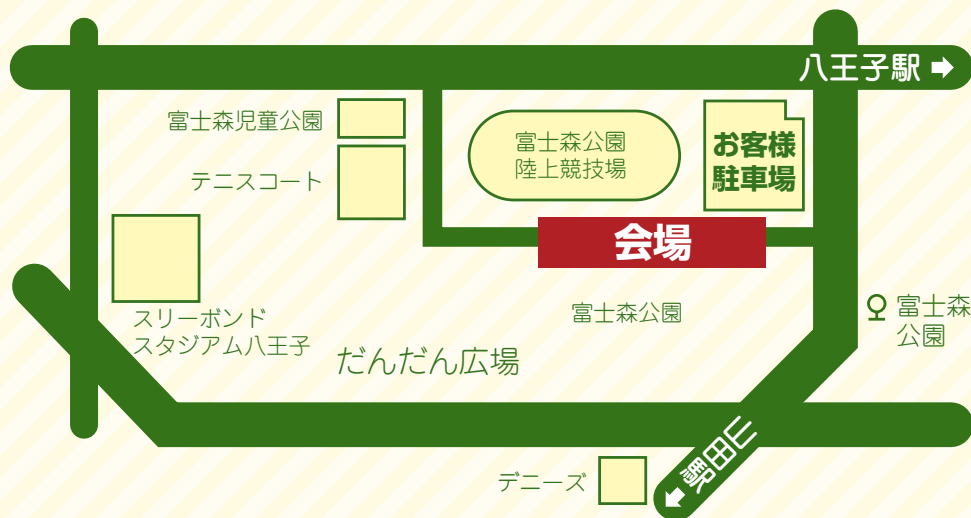 八王子駅
富士森児童公園
富士森公園
陸上競技場
お客様
駐車場
テニスコート
会場
富士森
公園
富士森公園
スリーボンド
スタジアム八王子
だんだん広場
山田駅
デニーズ